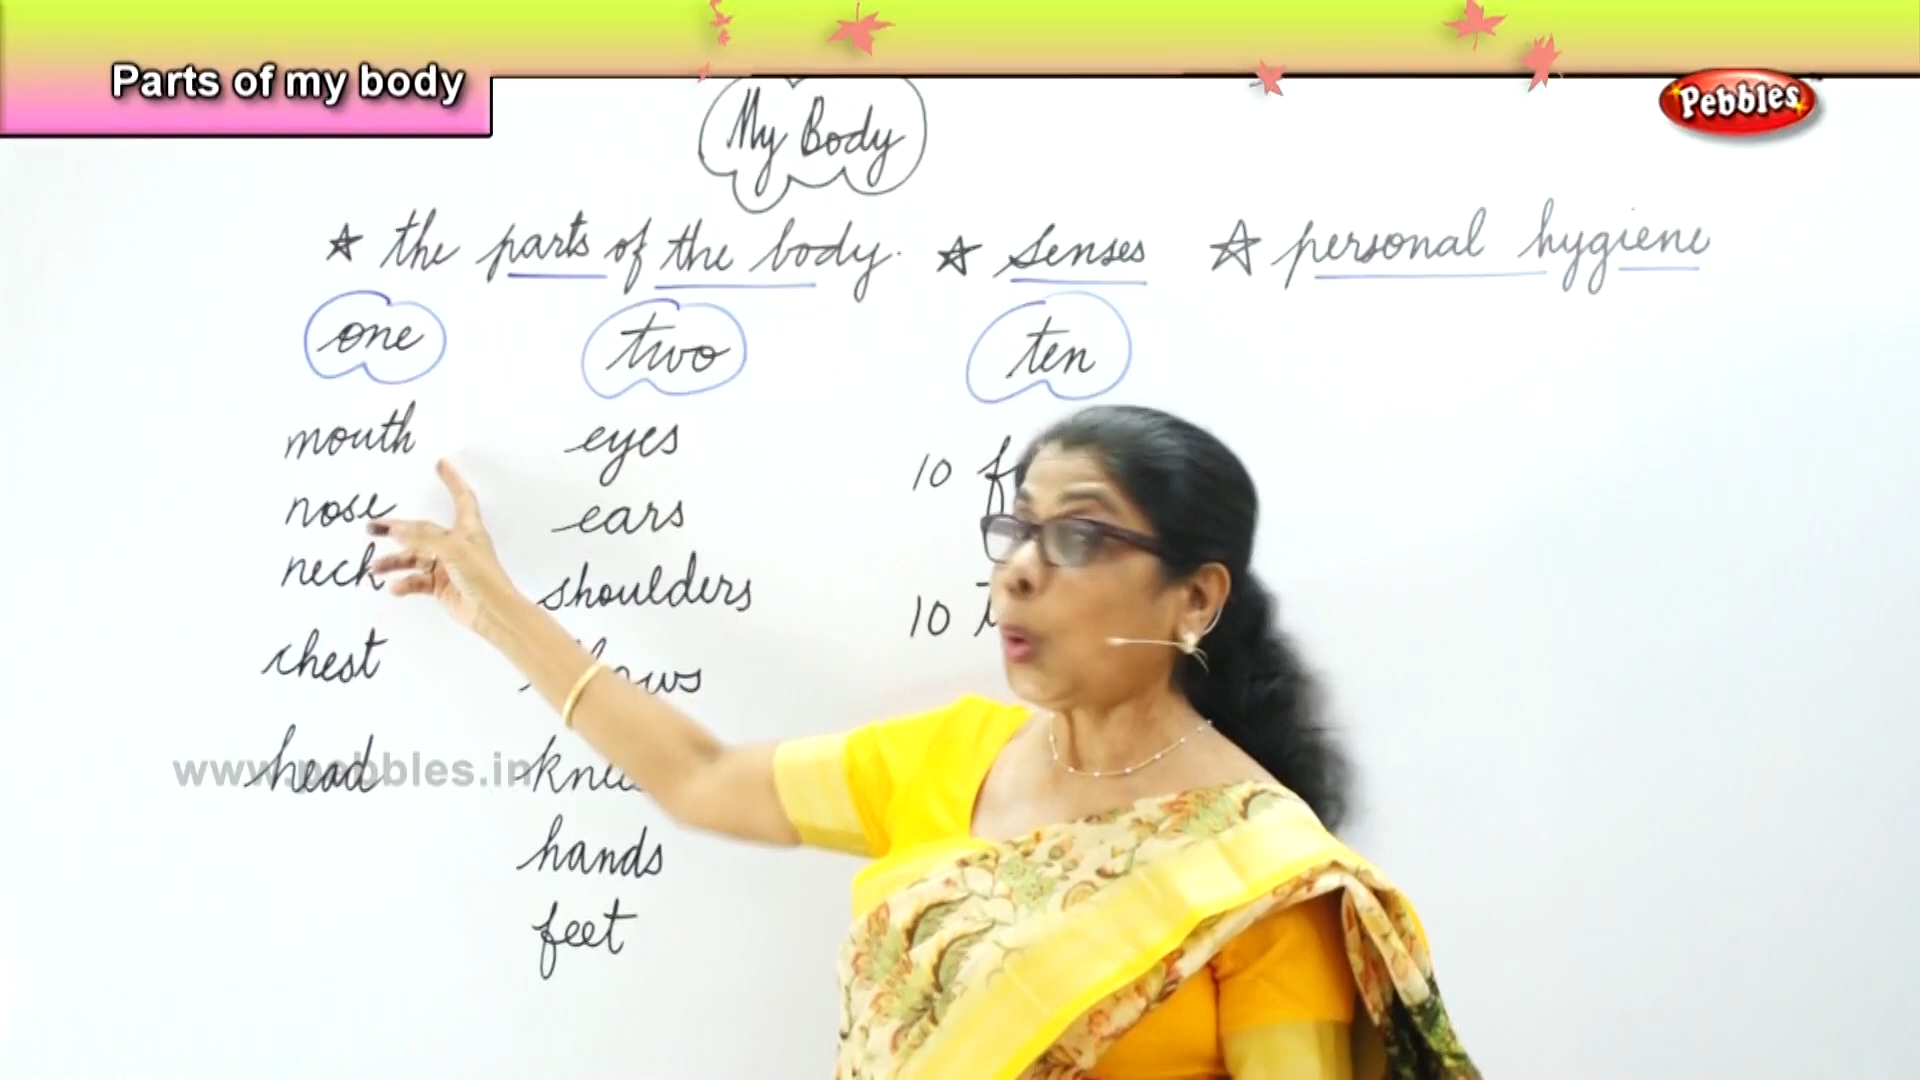 Parts of my body
Pebbles
My Body
☆ the parts of the body. ☆ senses ☆ personal hygiene
one two ten
mouth eyes
10
nose ears
neck shoulders
10
chest
head
www.pebbles.in
hands
feet